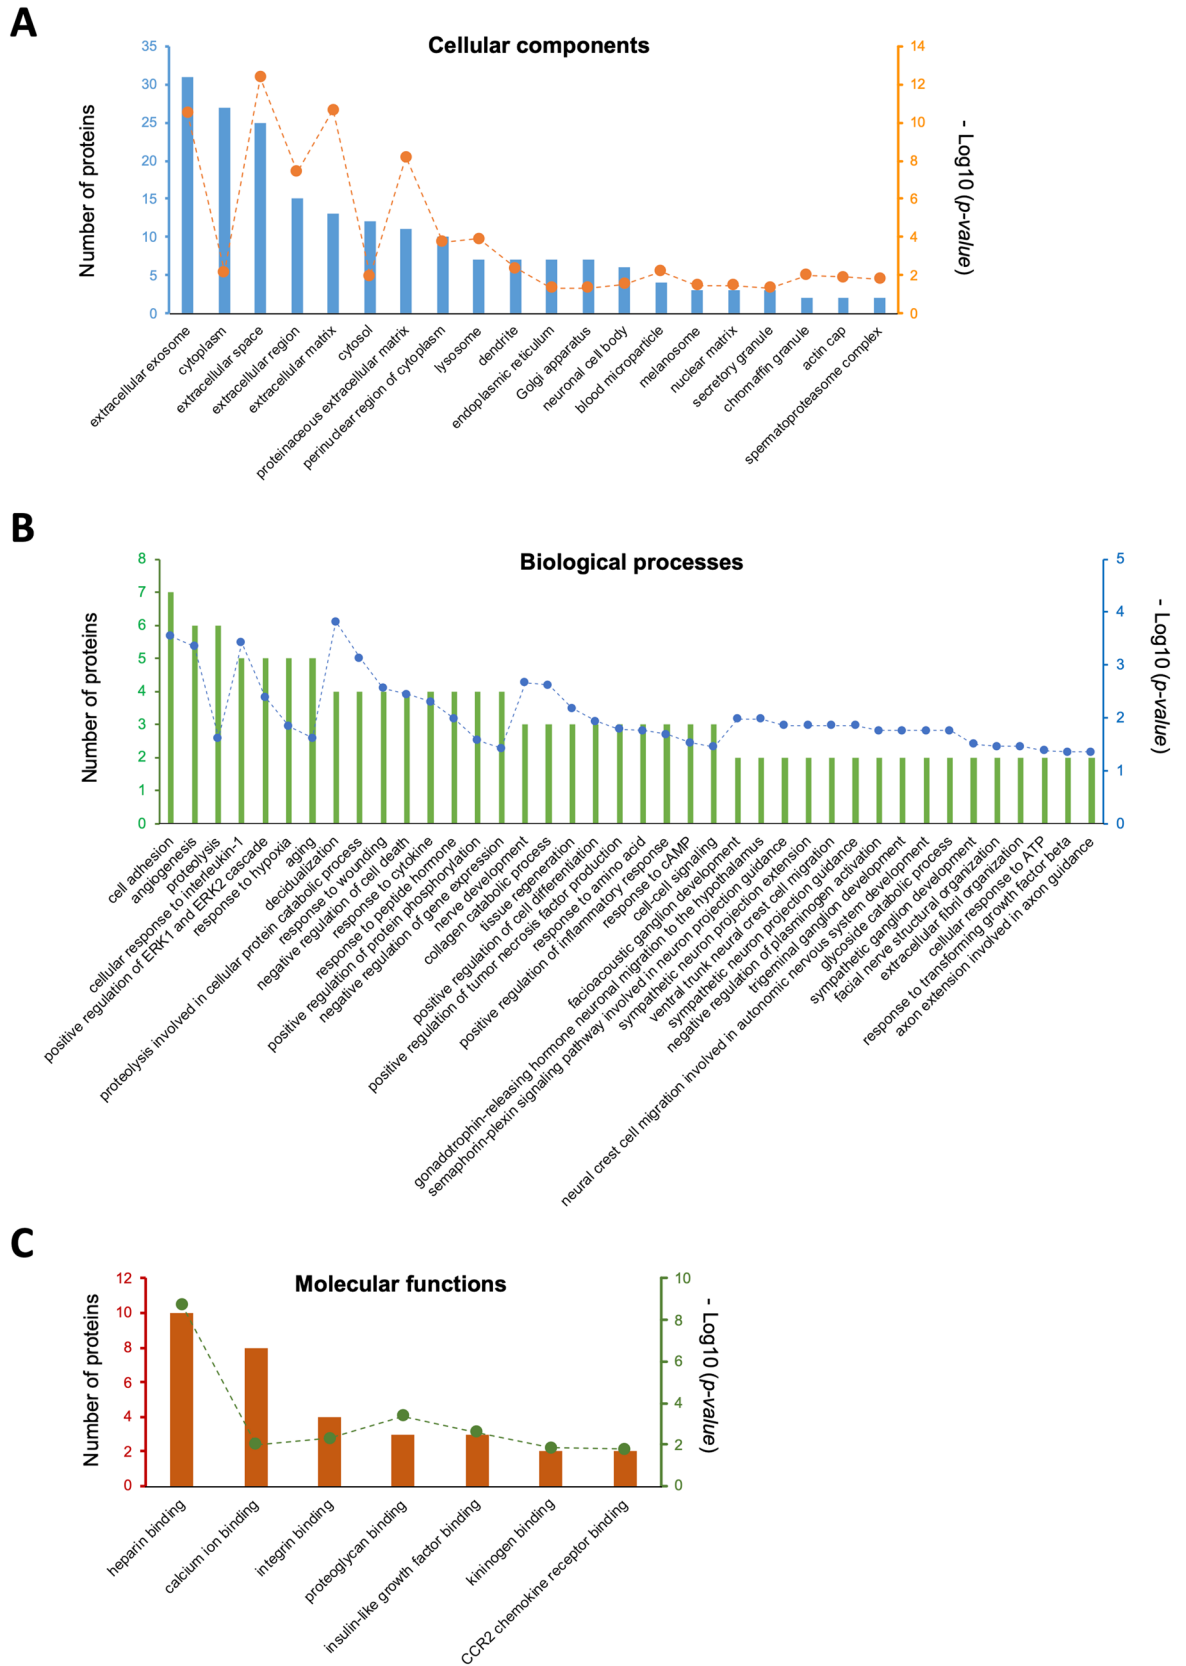 A
Cellular components
Number of proteins
35
30
25
20
15
10
5
0
14
12
10
8
6
4
2
0
- Log10 (p-value)
extracellular exosome
cytoplasm
extracellular space
extracellular region
extracellular matrix
cytosol
proteinaceous extracellular matrix
perinuclear region of cytoplasm
lysosome
dendrite
endoplasmic reticulum
Golgi apparatus
neuronal cell body
blood microparticle
melanosome
nuclear matrix
secretory granule
chromaffin granule
actin cap
spermatoproteasome complex
B
Biological processes
Number of proteins
8
7
6
5
4
3
2
1
0
5
4
3
2
1
0
- Log10 (p-value)
cell adhesion
angiogenesis
proteolysis
cellular response to interleukin-1
positive regulation of ERK1 and ERK2 cascade
response to hypoxia
aging
decidualization
proteolysis involved in cellular protein catabolic process
response to wounding
negative regulation of cell death
response to cytokine
response to peptide hormone
positive regulation of protein phosphorylation
negative regulation of gene expression
nerve development
collagen catabolic process
tissue regeneration
positive regulation of cell differentiation
positive regulation of tumor necrosis factor production
response to amino acid
positive regulation of inflammatory response
response to cAMP
cell-cell signaling
facioacoustic ganglion development
gonadotrophin-releasing hormone neuronal migration to the hypothalamus
semaphorin-plexin signaling pathway involved in neuron projection guidance
sympathetic neuron projection extension
ventral trunk neural crest cell migration
sympathetic neuron projection guidance
negative regulation of plasminogen activation
trigeminal ganglion development
neural crest cell migration involved in autonomic nervous system development
glycoside catabolic process
sympathetic ganglion development
facial nerve structural organization
extracellular fibril organization
cellular response to ATP
response to transforming growth factor beta
axon extension involved in axon guidance
C
Molecular functions
Number of proteins
12
10
8
6
4
2
0
10
8
6
4
2
0
- Log10 (p-value)
heparin binding
calcium ion binding
integrin binding
proteoglycan binding
insulin-like growth factor binding
kininogen binding
CCR2 chemokine receptor binding